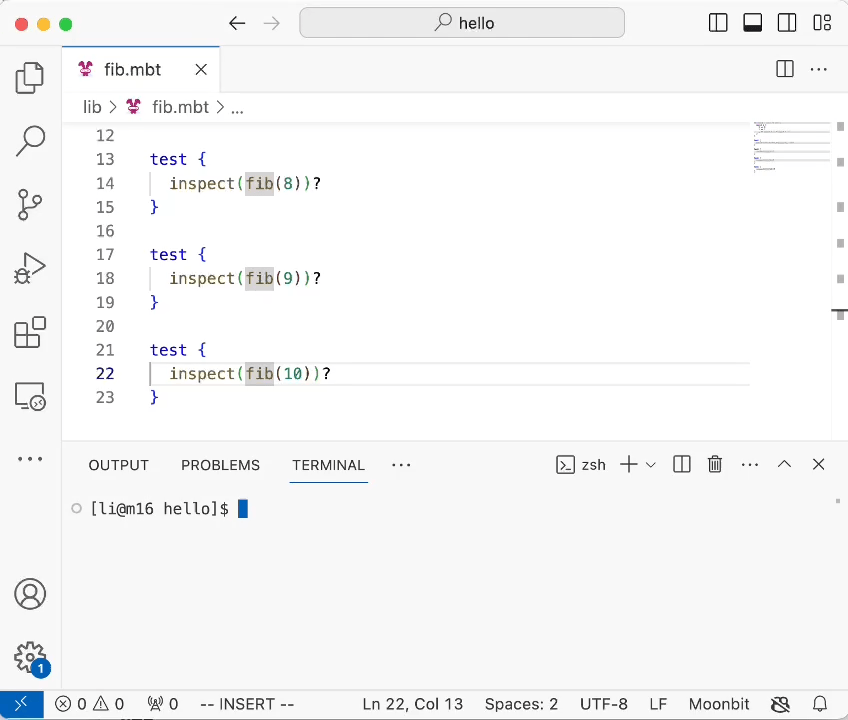 hello
fib.mbt
lib > fib.mbt > ...
12
13 test {
14 inspect(fib(8))?
15 }
16
17 test {
18 inspect(fib(9))?
19 }
20
21 test {
22 inspect(fib(10))?
23 }
OUTPUT PROBLEMS TERMINAL ... zsh
[li@m16 hello]$
1
0 0 0 -- INSERT -- Ln 22, Col 13 Spaces: 2 UTF-8 LF Moonbit